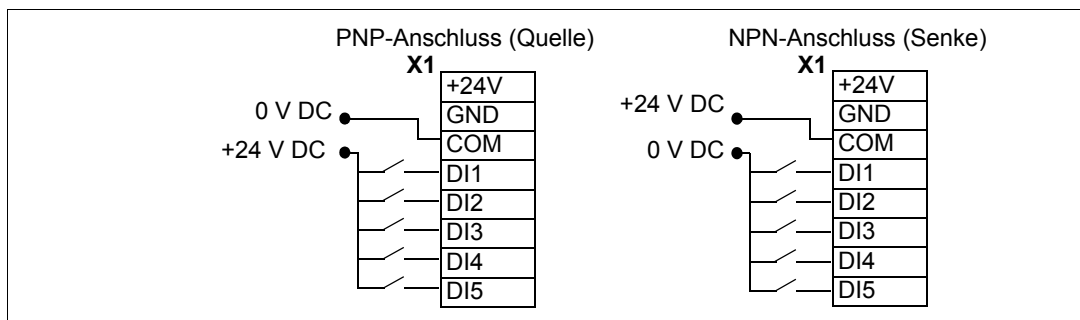 PNP-Anschluss (Quelle)
X1
+24V
GND
COM
DI1
DI2
DI3
DI4
DI5
0 V DC
+24 V DC
NPN-Anschluss (Senke)
X1
+24V
GND
COM
DI1
DI2
DI3
DI4
DI5
+24 V DC
0 V DC